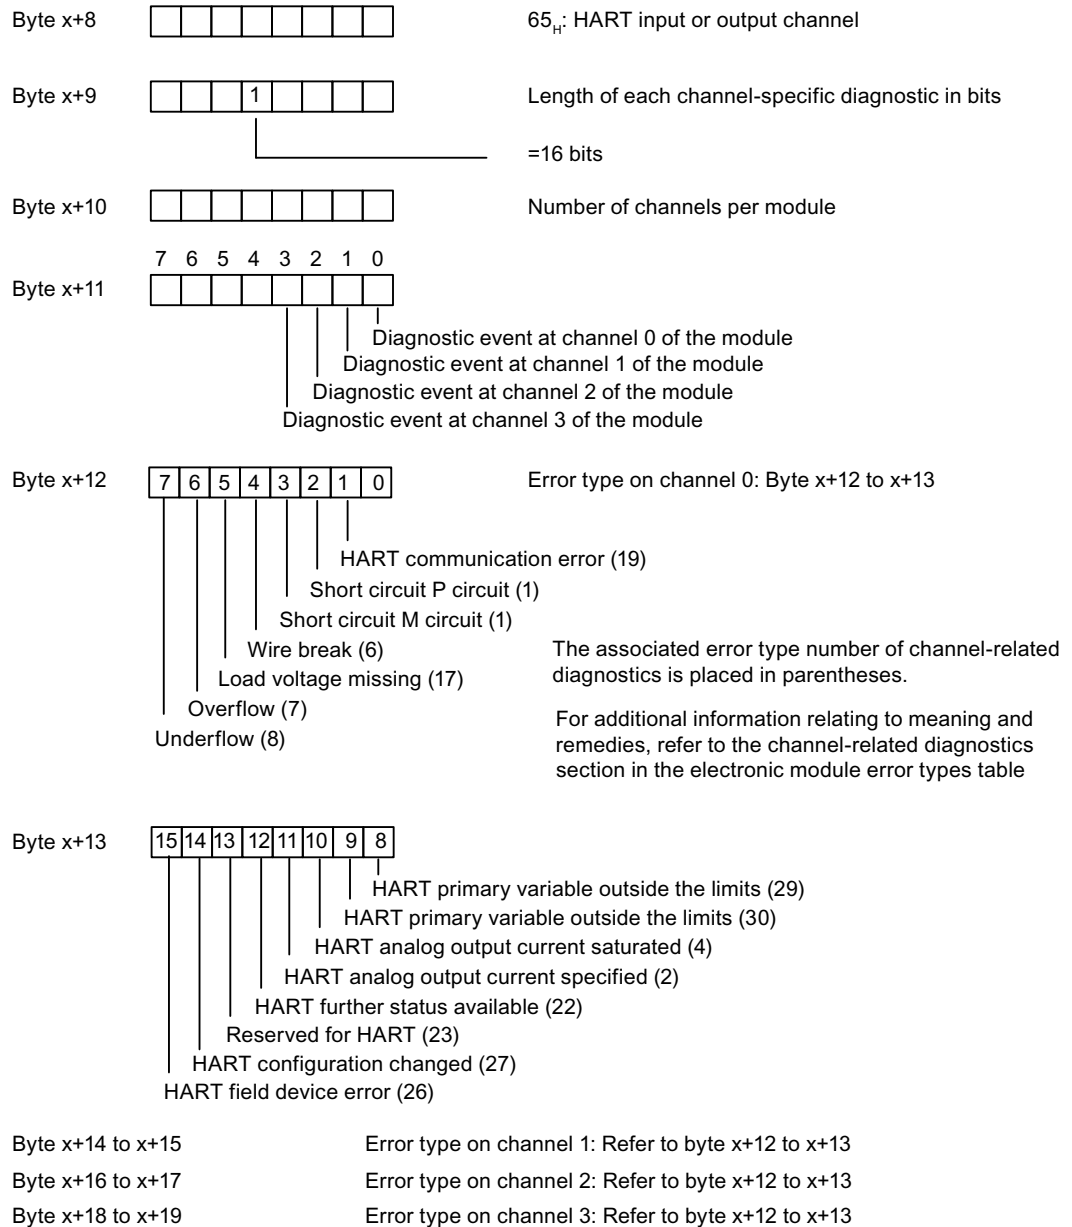 Byte x+8 65H: HART input or output channel
Byte x+9 1 Length of each channel-specific diagnostic in bits
=16 bits
Byte x+10 Number of channels per module
7 6 5 4 3 2 1 0
Byte x+11
Diagnostic event at channel 0 of the module
Diagnostic event at channel 1 of the module
Diagnostic event at channel 2 of the module
Diagnostic event at channel 3 of the module
Byte x+12 7 6 5 4 3 2 1 0 Error type on channel 0: Byte x+12 to x+13
HART communication error (19)
Short circuit P circuit (1)
Short circuit M circuit (1)
Wire break (6)
Load voltage missing (17)
Overflow (7)
Underflow (8)
The associated error type number of channel-related
diagnostics is placed in parentheses.
For additional information relating to meaning and
remedies, refer to the channel-related diagnostics
section in the electronic module error types table
Byte x+13 15 14 13 12 11 10 9 8
HART primary variable outside the limits (29)
HART primary variable outside the limits (30)
HART analog output current saturated (4)
HART analog output current specified (2)
HART further status available (22)
Reserved for HART (23)
HART configuration changed (27)
HART field device error (26)
Byte x+14 to x+15 Error type on channel 1: Refer to byte x+12 to x+13
Byte x+16 to x+17 Error type on channel 2: Refer to byte x+12 to x+13
Byte x+18 to x+19 Error type on channel 3: Refer to byte x+12 to x+13